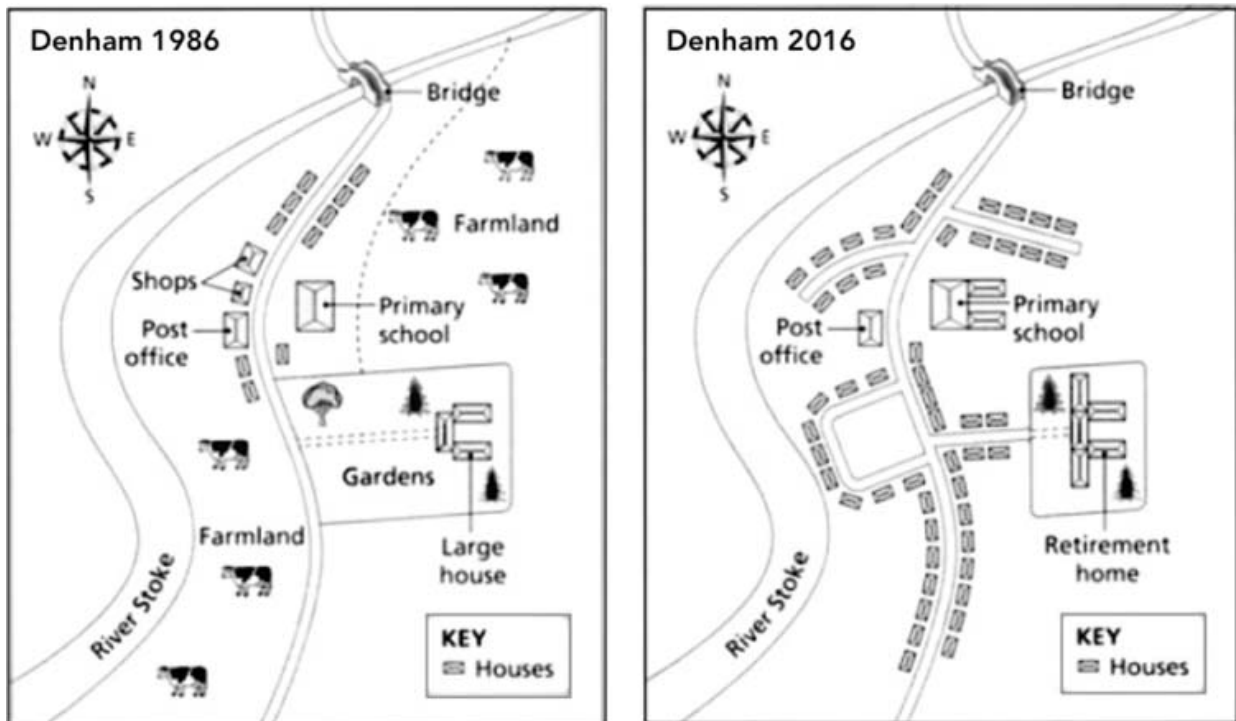 Denham 1986
N
W
E
S
Bridge
Farmland
Shops
Post
office
Primary
school
Gardens
Farmland
Large
house
River Stoke
KEY
Houses
Denham 2016
N
W
E
S
Bridge
Post
office
Primary
school
Retirement
home
River Stoke
KEY
Houses